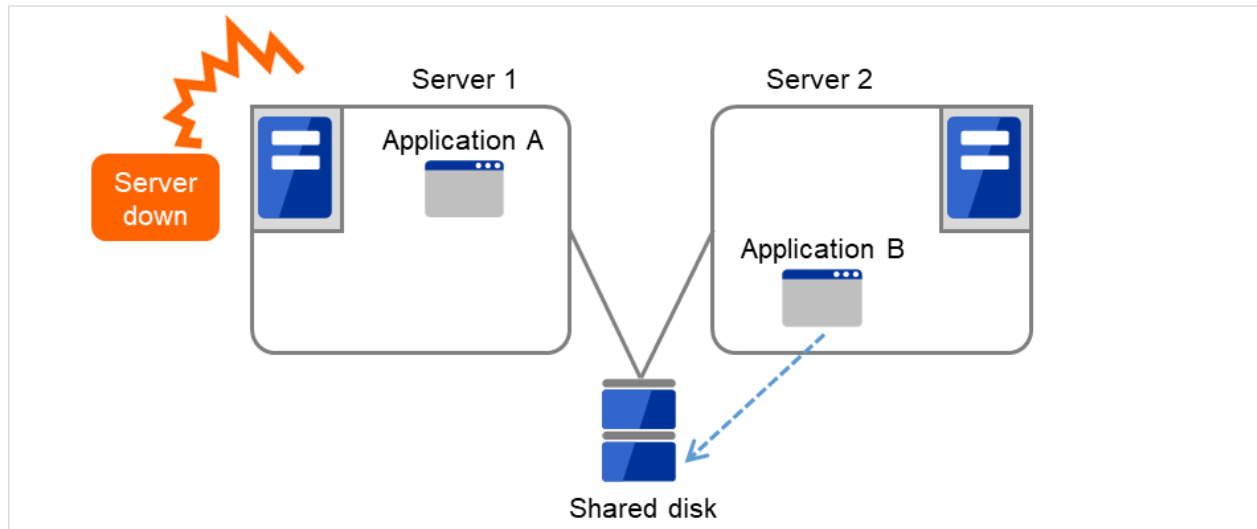 Server 1
Server 2
Application A
Server
down
Application B
Shared disk